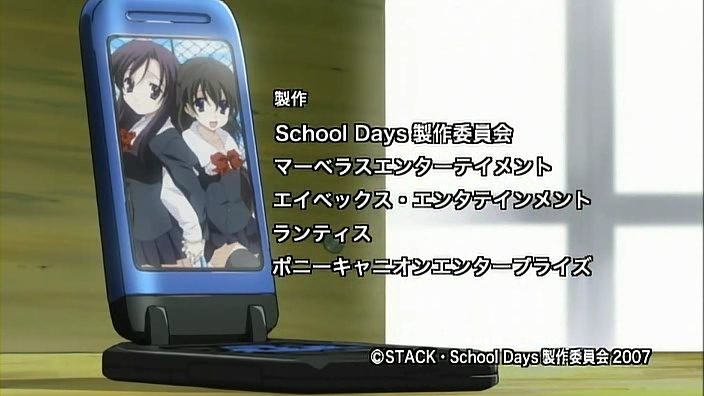 製作
School Days 製作委員会
マーベラスエンターテイメント
エイベックス・エンタテインメント
ランティス
ポニーキャニオンエンタープライズ
©STACK・School Days 製作委員会 2007